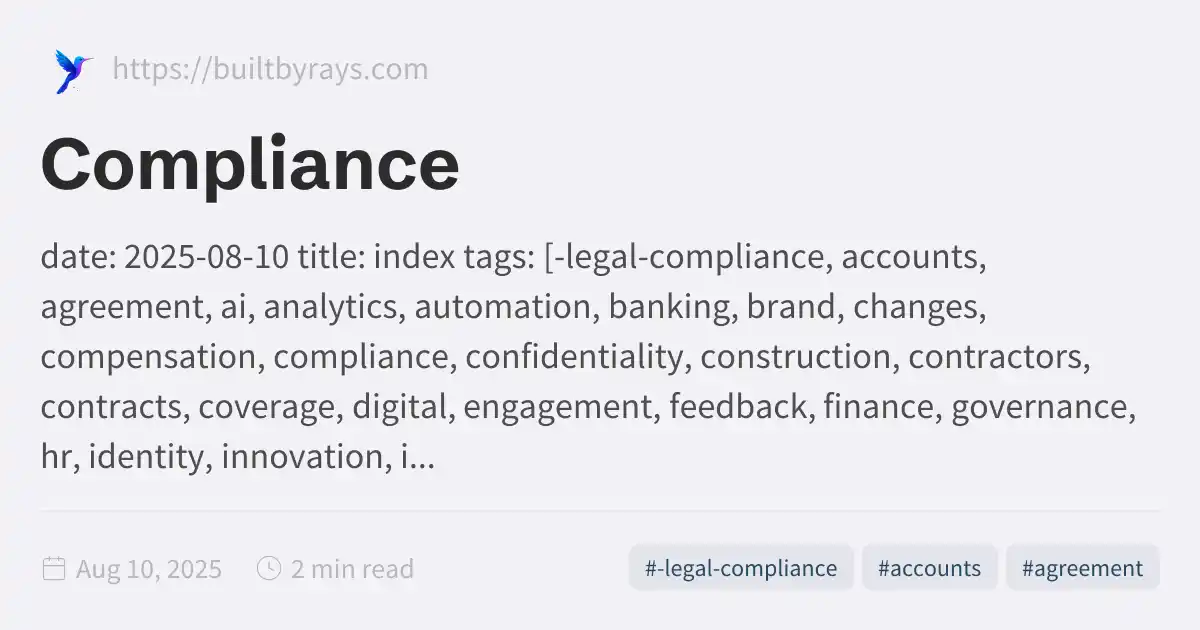 https://builtbyrays.com
Compliance
date: 2025-08-10 title: index tags: [-legal-compliance, accounts,
agreement, ai, analytics, automation, banking, brand, changes,
compensation, compliance, confidentiality, construction, contractors,
contracts, coverage, digital, engagement, feedback, finance, governance,
hr, identity, innovation, i...
Aug 10, 2025 2 min read #-legal-compliance #accounts #agreement